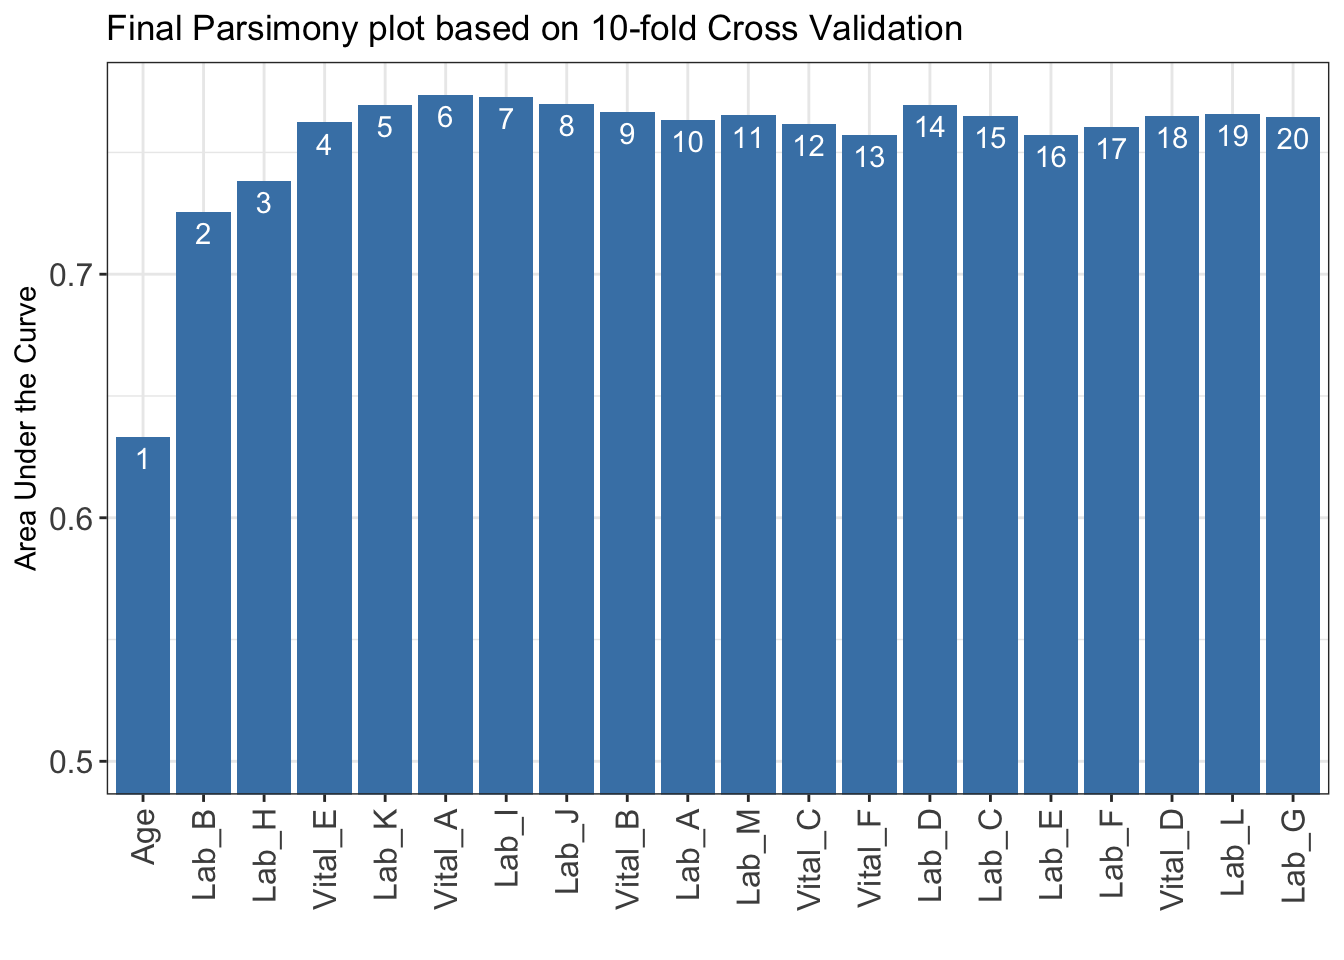 Final Parsimony plot based on 10-fold Cross Validation
Area Under the Curve
0.7
0.6
0.5
1
2
3
4
5
6
7
8
9
10
11
12
13
14
15
16
17
18
19
20
Age
Lab_B
Lab_H
Vital_E
Lab_K
Vital_A
Lab_I
Lab_J
Vital_B
Lab_A
Lab_M
Vital_C
Vital_F
Lab_D
Lab_C
Lab_E
Lab_F
Vital_D
Lab_L
Lab_G